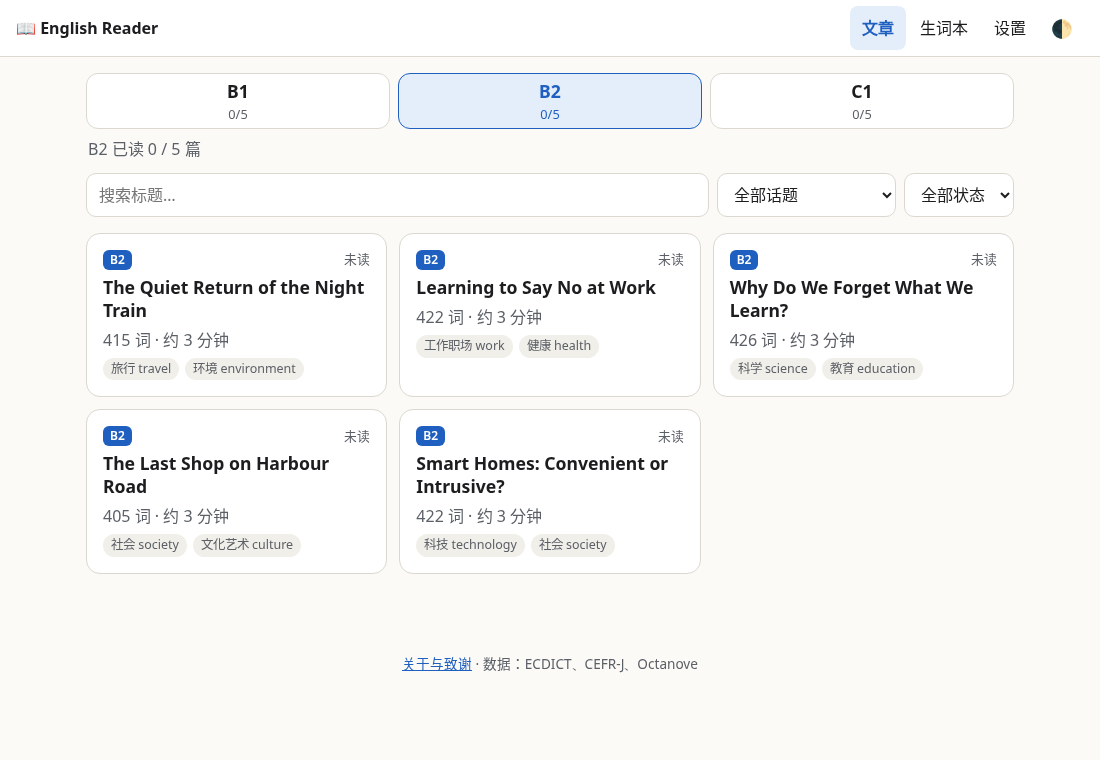 📖 English Reader
文章
生词本
设置
B1
0/5
B2
0/5
C1
0/5
B2 已读 0 / 5 篇
搜索标题...
全部话题
全部状态
B2
未读
The Quiet Return of the Night
Train
415 词 · 约 3 分钟
旅行 travel
环境 environment
B2
未读
Learning to Say No at Work
422 词 · 约 3 分钟
工作职场 work
健康 health
B2
未读
Why Do We Forget What We
Learn?
426 词 · 约 3 分钟
科学 science
教育 education
B2
未读
The Last Shop on Harbour
Road
405 词 · 约 3 分钟
社会 society
文化艺术 culture
B2
未读
Smart Homes: Convenient or
Intrusive?
422 词 · 约 3 分钟
科技 technology
社会 society
关于与致谢 · 数据：ECDICT、CEFR-J、Octanove